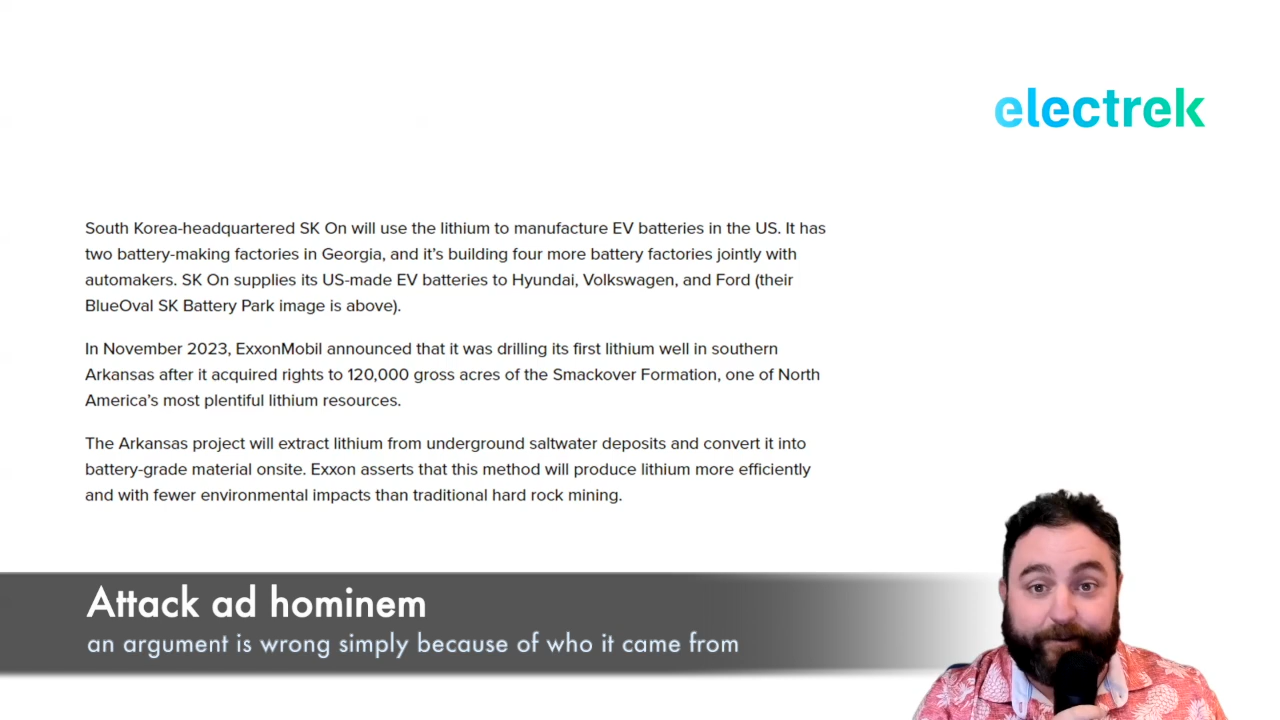 electrek
South Korea-headquartered SK On will use the lithium to manufacture EV batteries in the US. It has
two battery-making factories in Georgia, and it’s building four more battery factories jointly with
automakers. SK On supplies its US-made EV batteries to Hyundai, Volkswagen, and Ford (their
BlueOval SK Battery Park image is above).
In November 2023, ExxonMobil announced that it was drilling its first lithium well in southern
Arkansas after it acquired rights to 120,000 gross acres of the Smackover Formation, one of North
America’s most plentiful lithium resources.
The Arkansas project will extract lithium from underground saltwater deposits and convert it into
battery-grade material onsite. Exxon asserts that this method will produce lithium more efficiently
and with fewer environmental impacts than traditional hard rock mining.
Attack ad hominem
an argument is wrong simply because of who it came from